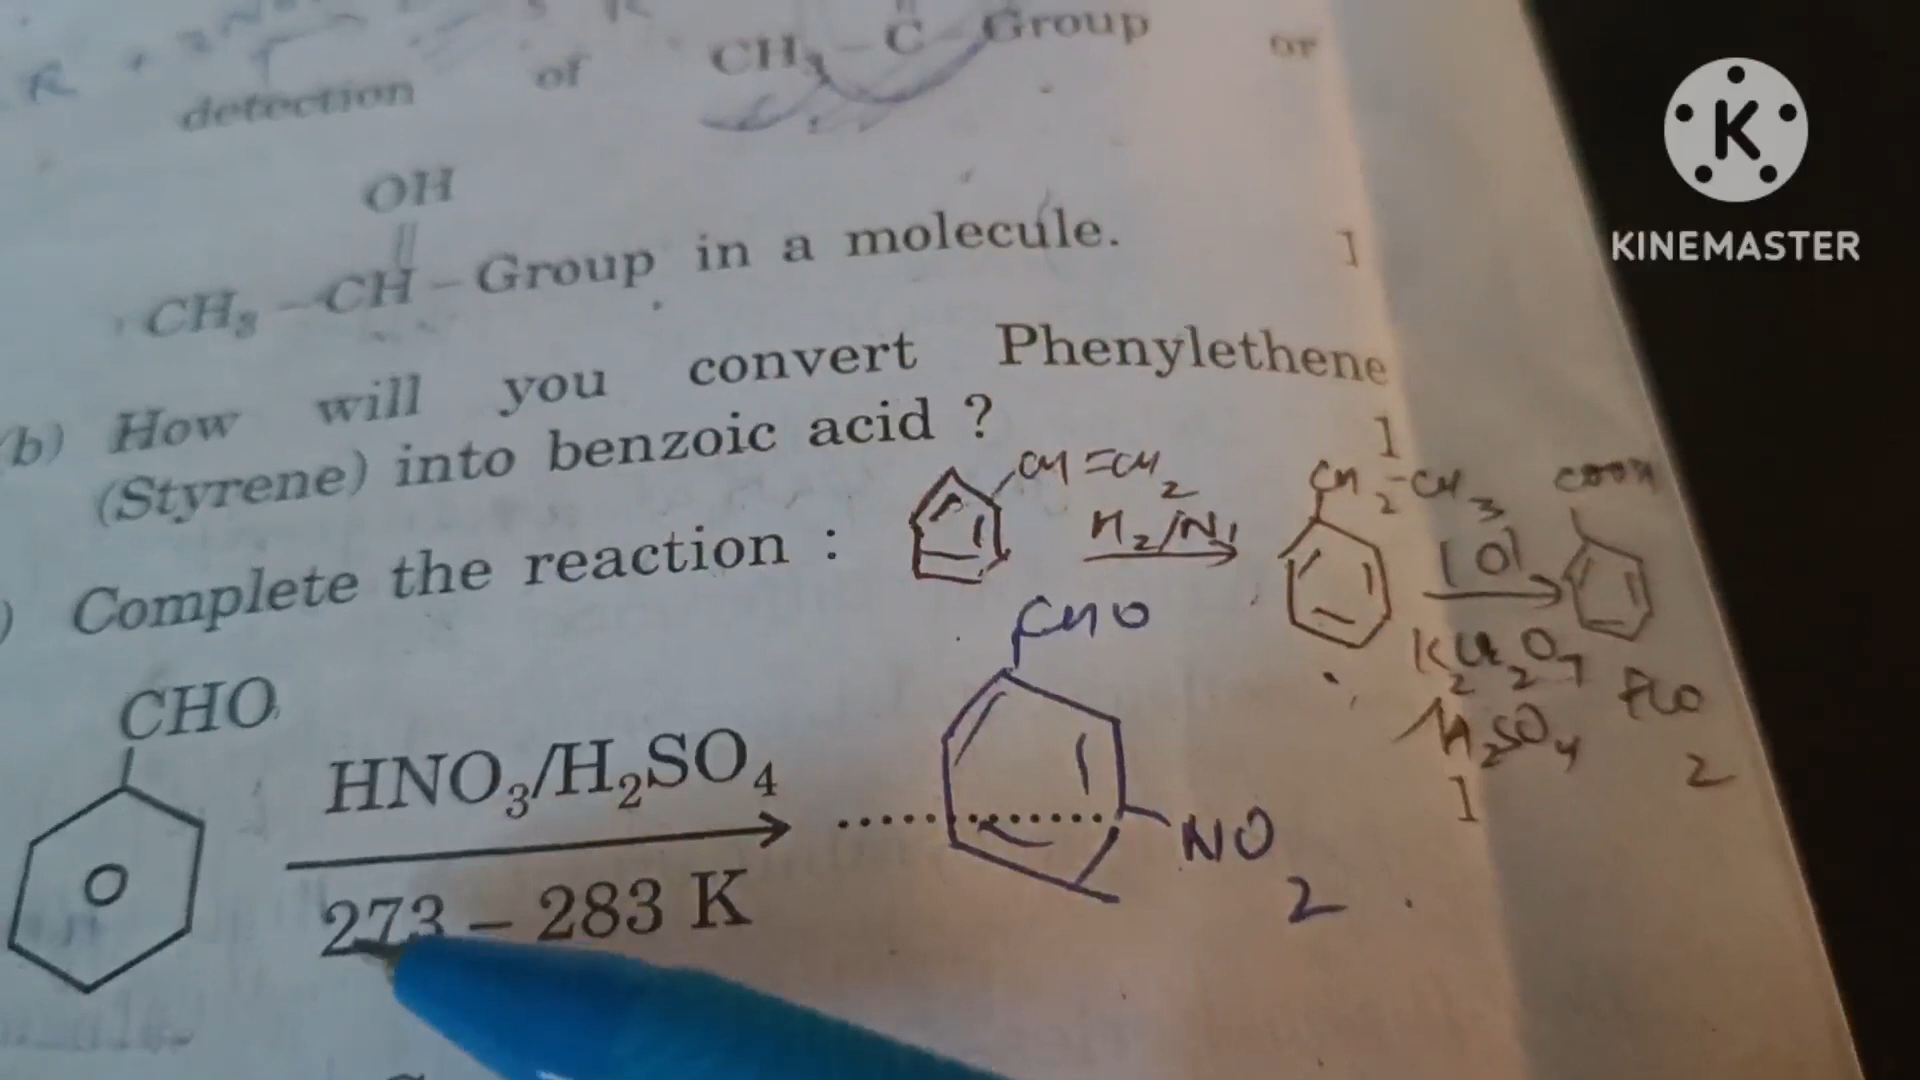 detection of CH3 – C – Group or
OH
CH3 – CH – Group in a molecule. 1
(b) How will you convert Phenylethene
(Styrene) into benzoic acid ? 1
CH=CH2 H2/Ni CH2-CH3 [O] COOH
K2Cr2O7
H2SO4
) Complete the reaction :
CHO HNO3/H2SO4 CHO
273 – 283 K NO2
1
K
KINEMASTER